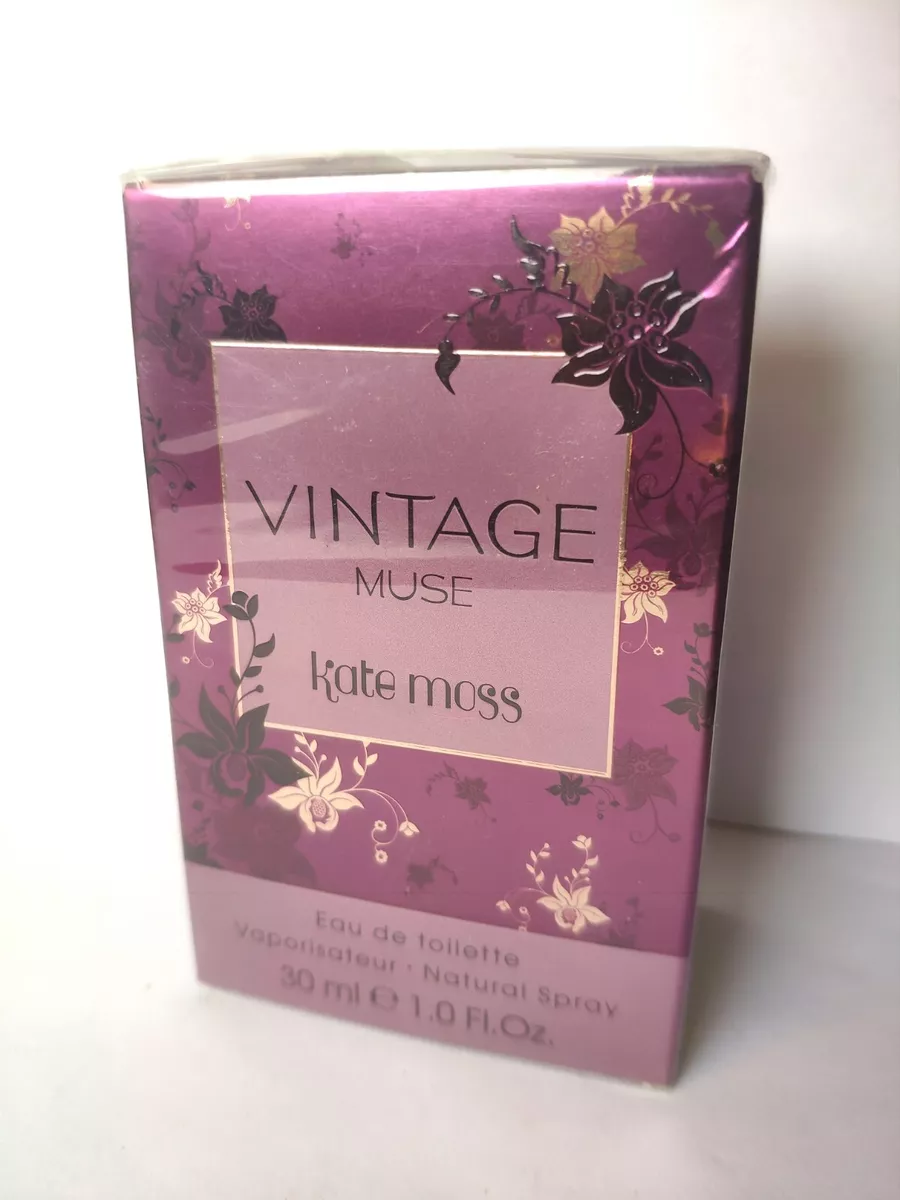 VINTAGE
MUSE
kate moss
Eau de toilette
Vaporisateur · Natural Spray
30 ml ℮ 1.0 Fl.Oz.